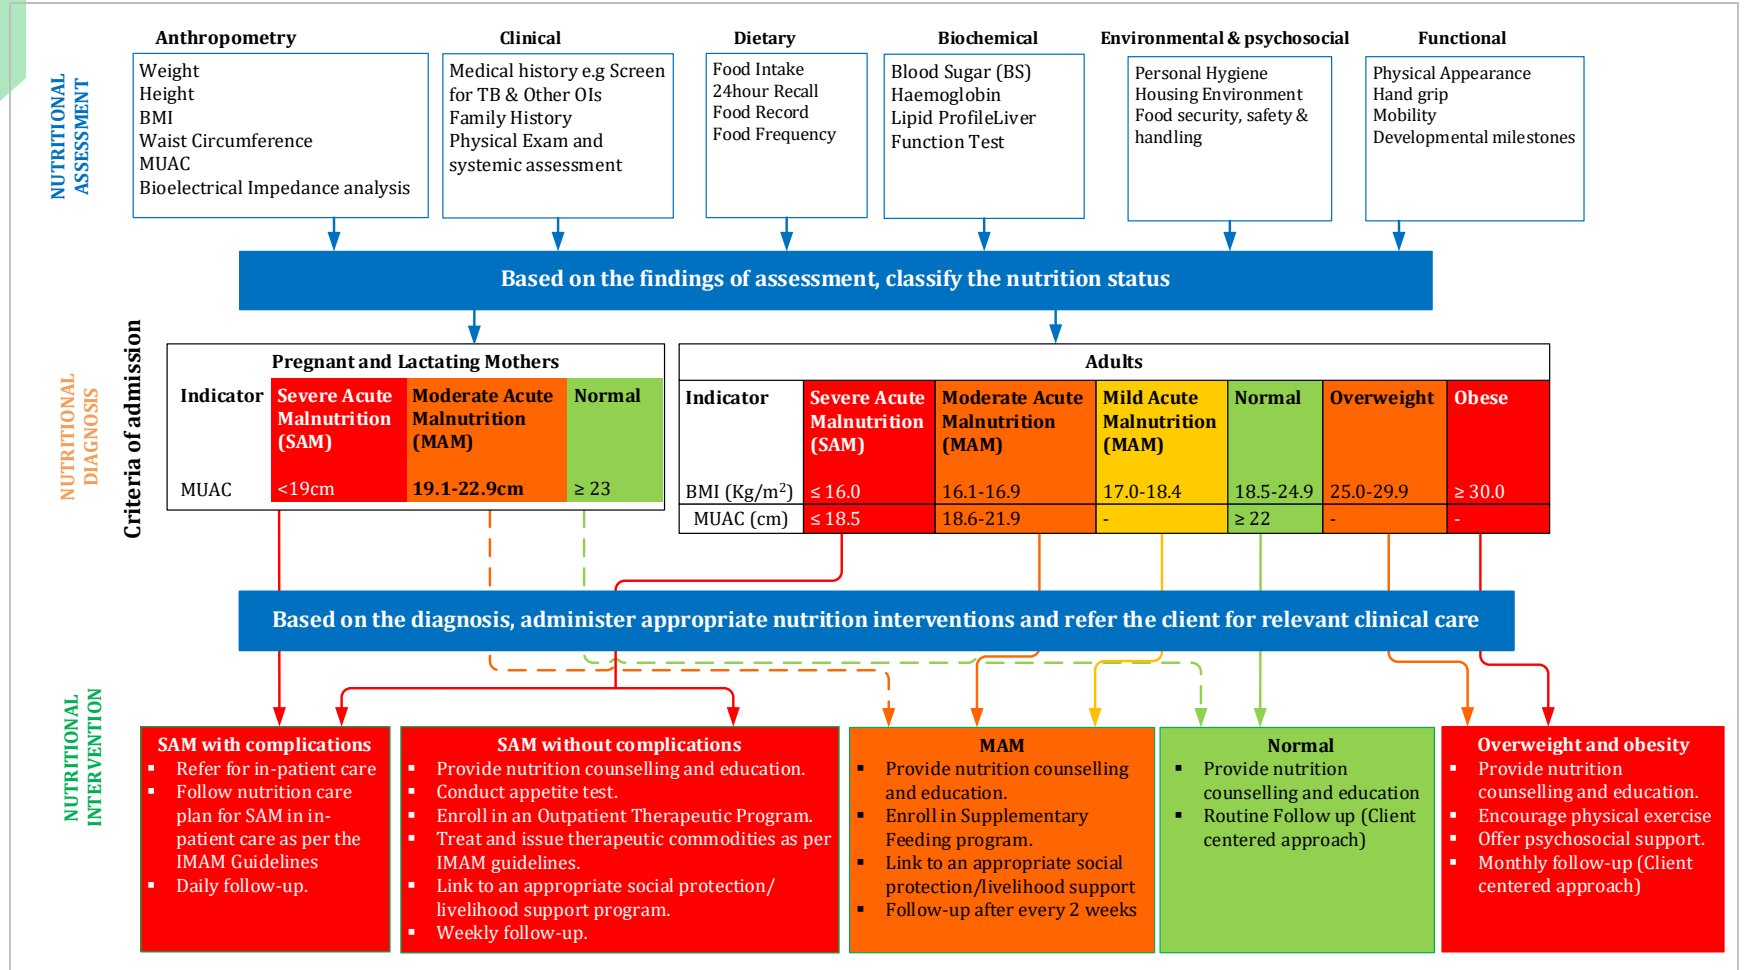 NUTRITIONAL
ASSESSMENT
Anthropometry
Weight
Height
BMI
Waist Circumference
MUAC
Bioelectrical Impedance analysis
Clinical
Medical history e.g Screen
for TB & Other OIs
Family History
Physical Exam and
systemic assessment
Dietary
Food Intake
24hour Recall
Food Record
Food Frequency
Biochemical
Blood Sugar (BS)
Haemoglobin
Lipid ProfileLiver
Function Test
Environmental & psychosocial
Personal Hygiene
Housing Environment
Food security, safety &
handling
Functional
Physical Appearance
Hand grip
Mobility
Developmental milestones
Based on the findings of assessment, classify the nutrition status
NUTRITIONAL
DIAGNOSIS
Criteria of admission
Pregnant and Lactating Mothers
Indicator
Severe Acute
Malnutrition
(SAM)
Moderate Acute
Malnutrition
(MAM)
Normal
MUAC
<19cm
19.1-22.9cm
≥ 23
Adults
Indicator
Severe Acute
Malnutrition
(SAM)
Moderate Acute
Malnutrition
(MAM)
Mild Acute
Malnutrition
(MAM)
Normal
Overweight
Obese
BMI (Kg/m²)
≤ 16.0
16.1-16.9
17.0-18.4
18.5-24.9
25.0-29.9
≥ 30.0
MUAC (cm)
≤ 18.5
18.6-21.9
-
≥ 22
-
-
Based on the diagnosis, administer appropriate nutrition interventions and refer the client for relevant clinical care
NUTRITIONAL
INTERVENTION
SAM with complications
▪ Refer for in-patient care
▪ Follow nutrition care
plan for SAM in in-
patient care as per the
IMAM Guidelines
▪ Daily follow-up.
SAM without complications
▪ Provide nutrition counselling and education.
▪ Conduct appetite test.
▪ Enroll in an Outpatient Therapeutic Program.
▪ Treat and issue therapeutic commodities as per
IMAM guidelines.
▪ Link to an appropriate social protection/
livelihood support program.
▪ Weekly follow-up.
MAM
▪ Provide nutrition counselling
and education.
▪ Enroll in Supplementary
Feeding program.
▪ Link to an appropriate social
protection/livelihood support
▪ Follow-up after every 2 weeks
Normal
▪ Provide nutrition
counselling and education
▪ Routine Follow up (Client
centered approach)
Overweight and obesity
▪ Provide nutrition
counselling and education.
▪ Encourage physical exercise
▪ Offer psychosocial support.
▪ Monthly follow-up (Client
centered approach)